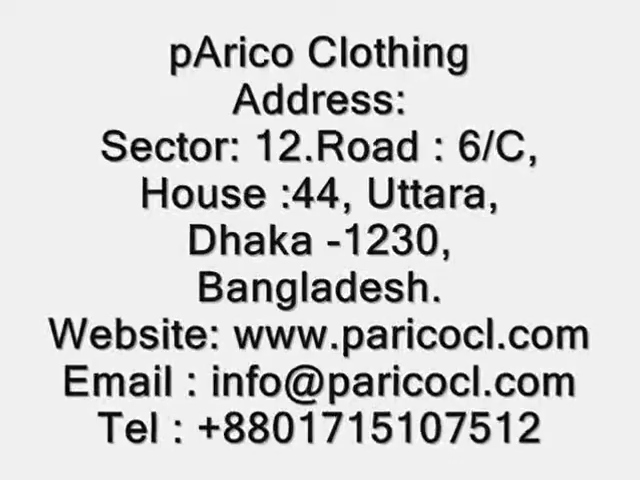 pArico Clothing
Address:
Sector: 12.Road : 6/C,
House :44, Uttara,
Dhaka -1230,
Bangladesh.
Website: www.paricocl.com
Email : info@paricocl.com
Tel : +8801715107512